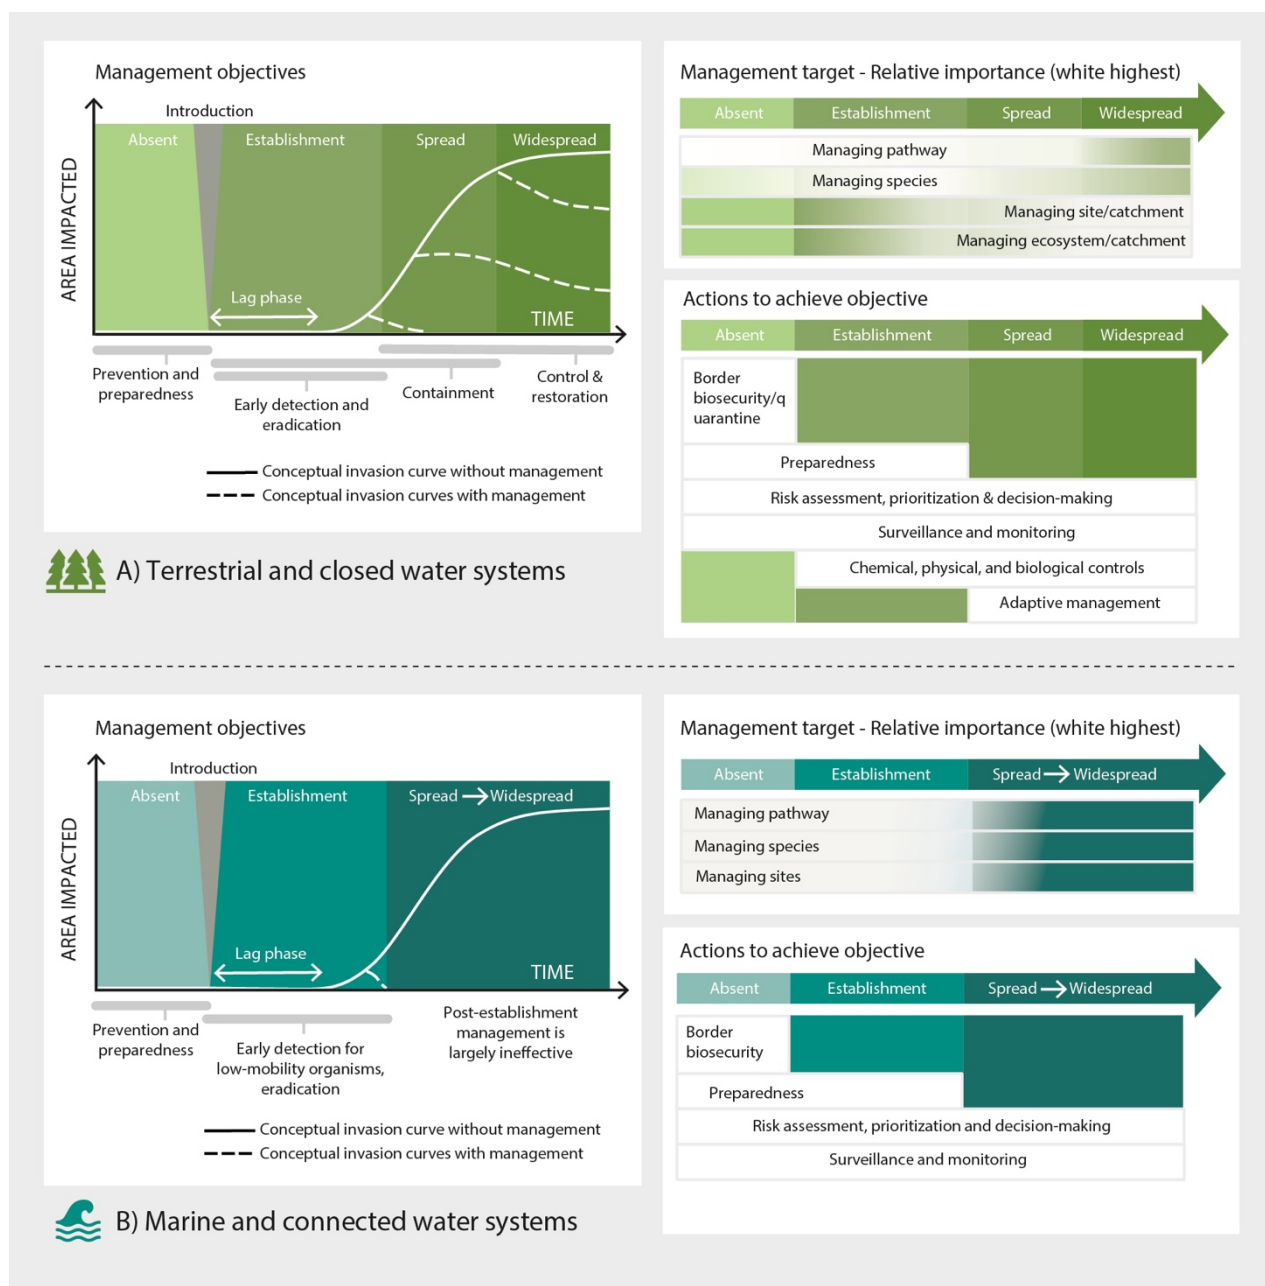 Management objectives
Introduction
Absent
Establishment
Spread
Widespread
AREA IMPACTED
Lag phase
TIME
Prevention and
preparedness
Early detection and
eradication
Containment
Control &
restoration
Conceptual invasion curve without management
Conceptual invasion curves with management
A) Terrestrial and closed water systems
Management target - Relative importance (white highest)
Absent
Establishment
Spread
Widespread
Managing pathway
Managing species
Managing site/catchment
Managing ecosystem/catchment
Actions to achieve objective
Absent
Establishment
Spread
Widespread
Border
biosecurity/q
uarantine
Preparedness
Risk assessment, prioritization & decision-making
Surveillance and monitoring
Chemical, physical, and biological controls
Adaptive management
Management objectives
Introduction
Absent
Establishment
Spread → Widespread
AREA IMPACTED
Lag phase
TIME
Prevention and
preparedness
Early detection for
low-mobility organisms,
eradication
Post-establishment
management is
largely ineffective
Conceptual invasion curve without management
Conceptual invasion curves with management
B) Marine and connected water systems
Management target - Relative importance (white highest)
Absent
Establishment
Spread → Widespread
Managing pathway
Managing species
Managing sites
Actions to achieve objective
Absent
Establishment
Spread → Widespread
Border
biosecurity
Preparedness
Risk assessment, prioritization and decision-making
Surveillance and monitoring